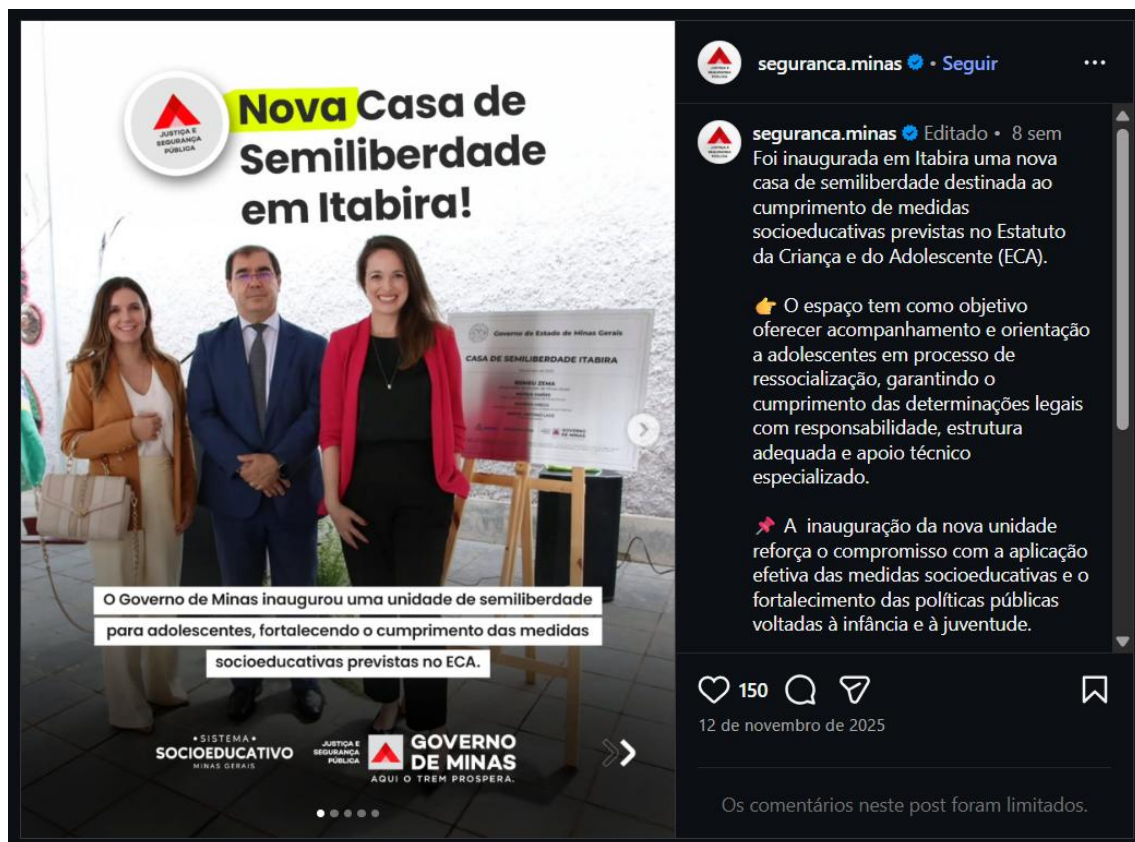 JUSTIÇA E
SEGURANÇA
PÚBLICA
Nova Casa de
Semiliberdade
em Itabira!
Governo do Estado de Minas Gerais
CASA DE SEMILIBERDADE ITABIRA
ROMEU ZEMA
GOVERNO
DE MINAS
O Governo de Minas inaugurou uma unidade de semiliberdade
para adolescentes, fortalecendo o cumprimento das medidas
socioeducativas previstas no ECA.
•SISTEMA•
SOCIOEDUCATIVO
MINAS GERAIS
JUSTIÇA E
SEGURANÇA
PÚBLICA
GOVERNO
DE MINAS
AQUI O TREM PROSPERA.
seguranca.minas • Seguir
seguranca.minas Editado • 8 sem
Foi inaugurada em Itabira uma nova
casa de semiliberdade destinada ao
cumprimento de medidas
socioeducativas previstas no Estatuto
da Criança e do Adolescente (ECA).
👉 O espaço tem como objetivo
oferecer acompanhamento e orientação
a adolescentes em processo de
ressocialização, garantindo o
cumprimento das determinações legais
com responsabilidade, estrutura
adequada e apoio técnico
especializado.
📌 A inauguração da nova unidade
reforça o compromisso com a aplicação
efetiva das medidas socioeducativas e o
fortalecimento das políticas públicas
voltadas à infância e à juventude.
150
12 de novembro de 2025
Os comentários neste post foram limitados.